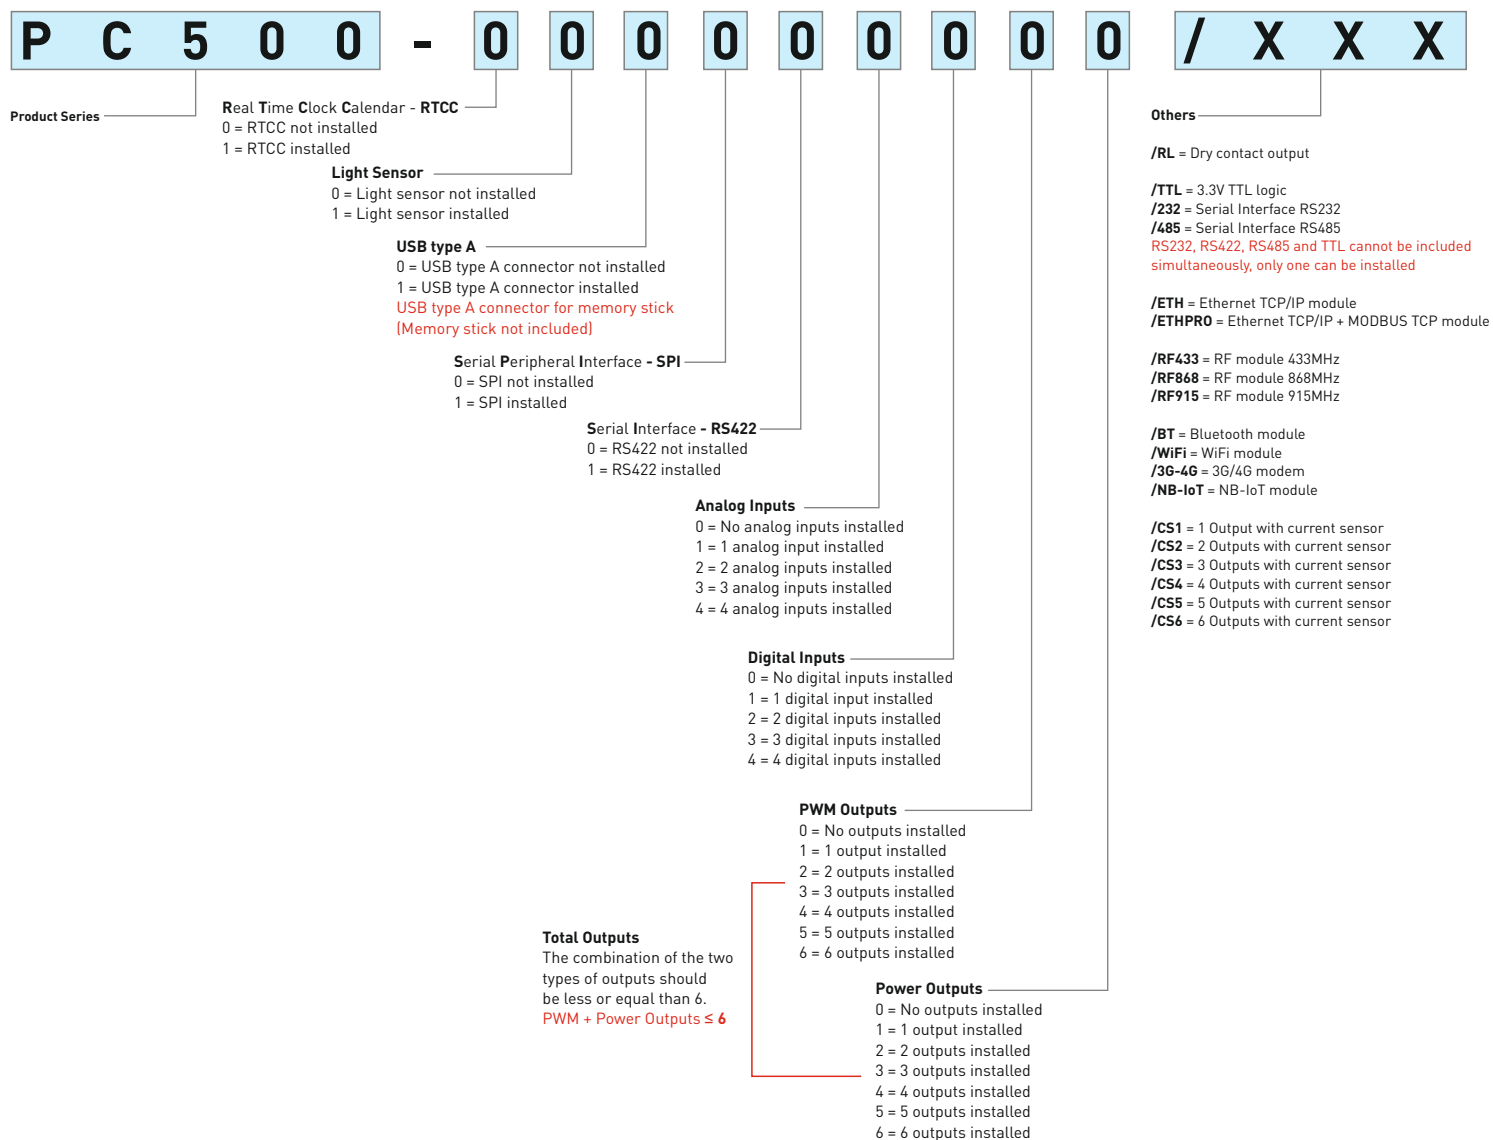 P C 5 0 0 - 0 0 0 0 0 0 0 0 0 / X X X
Product Series
Real Time Clock Calendar - RTCC
0 = RTCC not installed
1 = RTCC installed
Light Sensor
0 = Light sensor not installed
1 = Light sensor installed
USB type A
0 = USB type A connector not installed
1 = USB type A connector installed
USB type A connector for memory stick
(Memory stick not included)
Serial Peripheral Interface - SPI
0 = SPI not installed
1 = SPI installed
Serial Interface - RS422
0 = RS422 not installed
1 = RS422 installed
Analog Inputs
0 = No analog inputs installed
1 = 1 analog input installed
2 = 2 analog inputs installed
3 = 3 analog inputs installed
4 = 4 analog inputs installed
Digital Inputs
0 = No digital inputs installed
1 = 1 digital input installed
2 = 2 digital inputs installed
3 = 3 digital inputs installed
4 = 4 digital inputs installed
PWM Outputs
0 = No outputs installed
1 = 1 output installed
2 = 2 outputs installed
3 = 3 outputs installed
4 = 4 outputs installed
5 = 5 outputs installed
6 = 6 outputs installed
Total Outputs
The combination of the two
types of outputs should
be less or equal than 6.
PWM + Power Outputs ≤ 6
Power Outputs
0 = No outputs installed
1 = 1 output installed
2 = 2 outputs installed
3 = 3 outputs installed
4 = 4 outputs installed
5 = 5 outputs installed
6 = 6 outputs installed
Others
/RL = Dry contact output
/TTL = 3.3V TTL logic
/232 = Serial Interface RS232
/485 = Serial Interface RS485
RS232, RS422, RS485 and TTL cannot be included
simultaneously, only one can be installed
/ETH = Ethernet TCP/IP module
/ETHPRO = Ethernet TCP/IP + MODBUS TCP module
/RF433 = RF module 433MHz
/RF868 = RF module 868MHz
/RF915 = RF module 915MHz
/BT = Bluetooth module
/WiFi = WiFi module
/3G-4G = 3G/4G modem
/NB-IoT = NB-IoT module
/CS1 = 1 Output with current sensor
/CS2 = 2 Outputs with current sensor
/CS3 = 3 Outputs with current sensor
/CS4 = 4 Outputs with current sensor
/CS5 = 5 Outputs with current sensor
/CS6 = 6 Outputs with current sensor